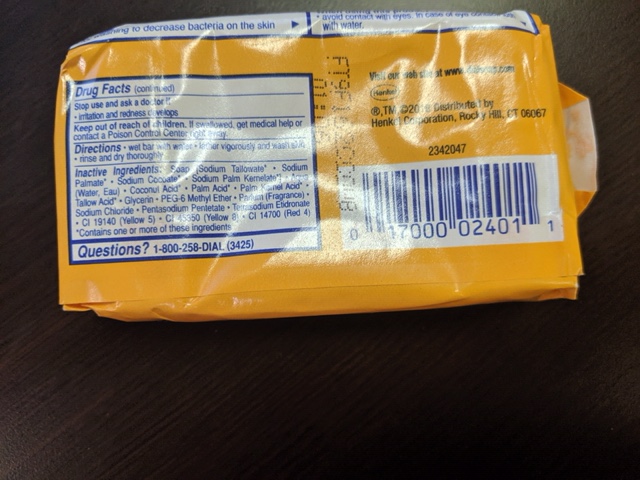 to decrease bacteria on the skin
avoid contact with eyes. In case of eye
with water.
Drug Facts (continued)
Stop use and ask a doctor if
• irritation and redness develops
Keep out of reach of children. If swallowed, get medical help or
contact a Poison Control Center right away.
Directions • wet bar with water • lather vigorously and wash skin
• rinse and dry thoroughly
Inactive Ingredients: Soap (Sodium Tallowate* • Sodium
Palmate* • Sodium Cocoate* • Sodium Palm Kernelate*) •
(Water, Eau) • Coconut Acid* • Palm Acid* • Palm Kernel Acid* •
Tallow Acid* • Glycerin • PEG-6 Methyl Ether • Parfum (Fragrance) •
Sodium Chloride • Pentasodium Pentetate • Tetrasodium Etidronate
• CI 19140 (Yellow 5) • CI 45350 (Yellow 8) • CI 14700 (Red 4)
*Contains one or more of these ingredients
Questions? 1-800-258-DIAL (3425)
Visit our web site at
Henkel
®,TM ©2018 Distributed by
Henkel Corporation, Rocky Hill, CT 06067
2342047
0 17000 02401 1